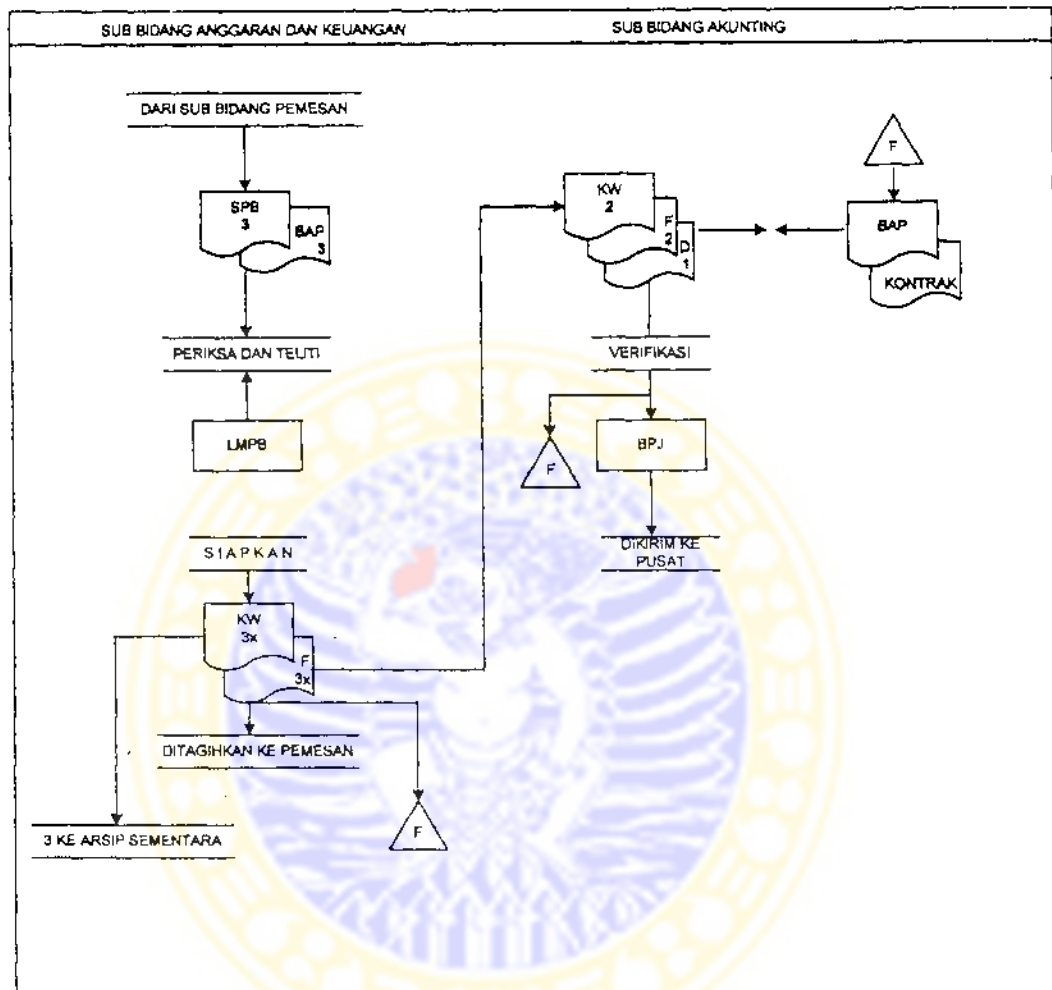 SUB BIDANG ANGGARAN DAN KEUANGAN
SUB BIDANG AKUNTING
DARI SUB BIDANG PEMESAN
SPB
3
BAP
3
PERIKSA DAN TELITI
LMPB
SIAPKAN
KW
3x
F
3x
DITAGIHKAN KE PEMESAN
F
3 KE ARSIP SEMENTARA
KW
2
F
2
D
1
VERIFIKASI
F
BPJ
DIKIRIM KE
PUSAT
F
BAP
KONTRAK